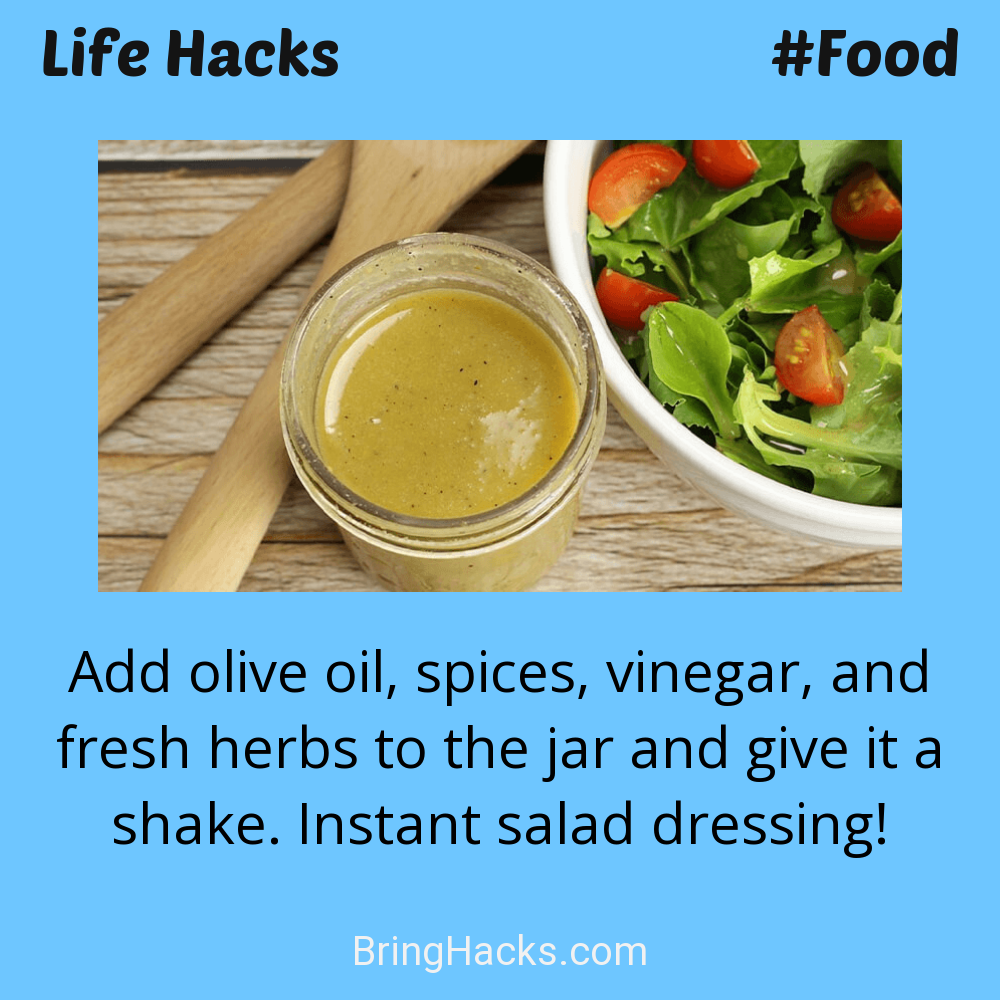 Life Hacks
#Food
Add olive oil, spices, vinegar, and
fresh herbs to the jar and give it a
shake. Instant salad dressing!
BringHacks.com